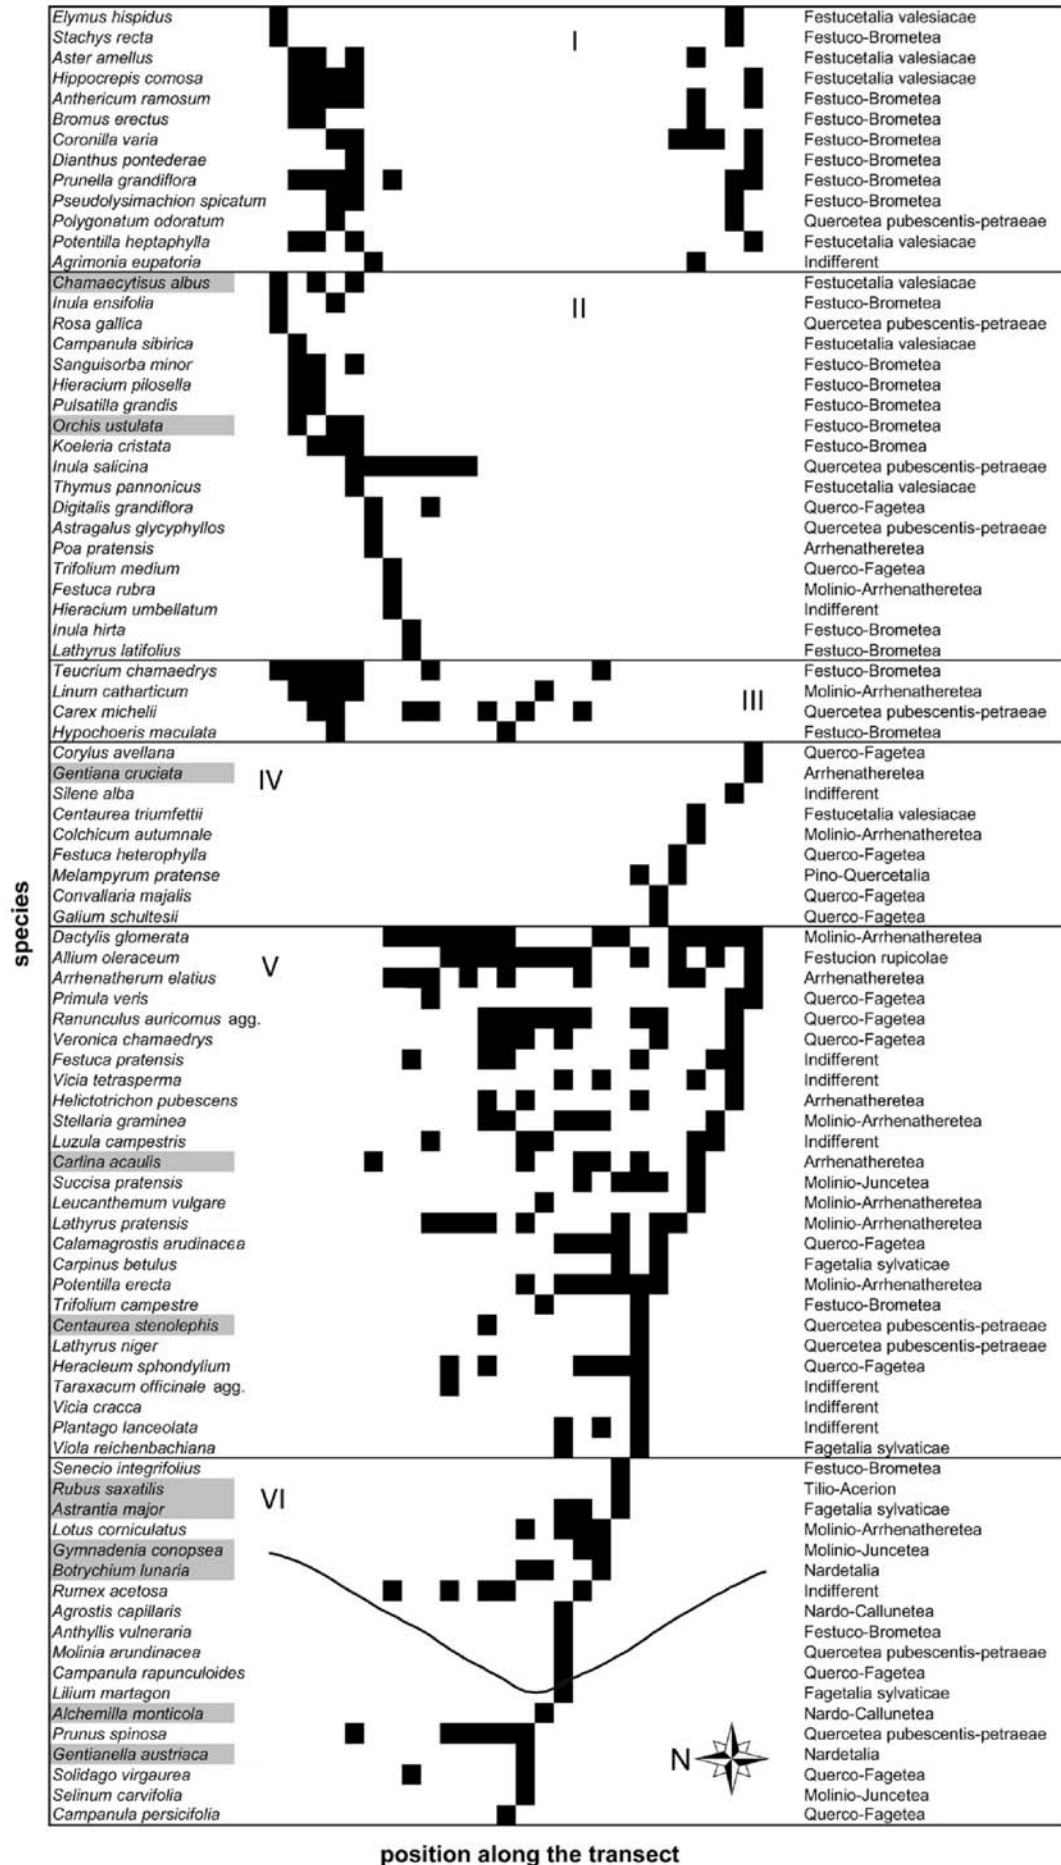 Elymus hispidus Festucetalia valesiacae
Stachys recta I Festuco-Brometea
Aster amellus Festucetalia valesiacae
Hippocrepis comosa Festucetalia valesiacae
Anthericum ramosum Festuco-Brometea
Bromus erectus Festuco-Brometea
Coronilla varia Festuco-Brometea
Dianthus pontederae Festuco-Brometea
Prunella grandiflora Festuco-Brometea
Pseudolysimachion spicatum Festuco-Brometea
Polygonatum odoratum Quercetea pubescentis-petraeae
Potentilla heptaphylla Festucetalia valesiacae
Agrimonia eupatoria Indifferent
Chamaecytisus albus Festucetalia valesiacae
Inula ensifolia II Festuco-Brometea
Rosa gallica Quercetea pubescentis-petraeae
Campanula sibirica Festucetalia valesiacae
Sanguisorba minor Festuco-Brometea
Hieracium pilosella Festuco-Brometea
Pulsatilla grandis Festuco-Brometea
Orchis ustulata Festuco-Brometea
Koeleria cristata Festuco-Bromea
Inula salicina Quercetea pubescentis-petraeae
Thymus pannonicus Festucetalia valesiacae
Digitalis grandiflora Querco-Fagetea
Astragalus glycyphyllos Quercetea pubescentis-petraeae
Poa pratensis Arrhenatheretea
Trifolium medium Querco-Fagetea
Festuca rubra Molinio-Arrhenatheretea
Hieracium umbellatum Indifferent
Inula hirta Festuco-Brometea
Lathyrus latifolius Festuco-Brometea
Teucrium chamaedrys Festuco-Brometea
Linum catharticum III Molinio-Arrhenatheretea
Carex michelii Quercetea pubescentis-petraeae
Hypochoeris maculata Festuco-Brometea
Corylus avellana Querco-Fagetea
Gentiana cruciata IV Arrhenatheretea
Silene alba Indifferent
Centaurea triumfettii Festucetalia valesiacae
Colchicum autumnale Molinio-Arrhenatheretea
Festuca heterophylla Querco-Fagetea
Melampyrum pratense Pino-Quercetalia
Convallaria majalis Querco-Fagetea
Galium schultesii Querco-Fagetea
species
Dactylis glomerata Molinio-Arrhenatheretea
Allium oleraceum V Festucion rupicolae
Arrhenatherum elatius Arrhenatheretea
Primula veris Querco-Fagetea
Ranunculus auricomus agg. Querco-Fagetea
Veronica chamaedrys Querco-Fagetea
Festuca pratensis Indifferent
Vicia tetrasperma Indifferent
Helictotrichon pubescens Arrhenatheretea
Stellaria graminea Molinio-Arrhenatheretea
Luzula campestris Indifferent
Carlina acaulis Arrhenatheretea
Succisa pratensis Molinio-Juncetea
Leucanthemum vulgare Molinio-Arrhenatheretea
Lathyrus pratensis Molinio-Arrhenatheretea
Calamagrostis arudinacea Querco-Fagetea
Carpinus betulus Fagetalia sylvaticae
Potentilla erecta Molinio-Arrhenatheretea
Trifolium campestre Festuco-Brometea
Centaurea stenolephis Quercetea pubescentis-petraeae
Lathyrus niger Quercetea pubescentis-petraeae
Heracleum sphondylium Querco-Fagetea
Taraxacum officinale agg. Indifferent
Vicia cracca Indifferent
Plantago lanceolata Indifferent
Viola reichenbachiana Fagetalia sylvaticae
Senecio integrifolius Festuco-Brometea
Rubus saxatilis VI Tilio-Acerion
Astrantia major Fagetalia sylvaticae
Lotus corniculatus Molinio-Arrhenatheretea
Gymnadenia conopsea Molinio-Juncetea
Botrychium lunaria Nardetalia
Rumex acetosa Indifferent
Agrostis capillaris Nardo-Callunetea
Anthyllis vulneraria Festuco-Brometea
Molinia arundinacea Quercetea pubescentis-petraeae
Campanula rapunculoides Querco-Fagetea
Lilium martagon Fagetalia sylvaticae
Alchemilla monticola Nardo-Callunetea
Prunus spinosa Quercetea pubescentis-petraeae
Gentianella austriaca N Nardetalia
Solidago virgaurea Querco-Fagetea
Selinum carvifolia Molinio-Juncetea
Campanula persicifolia Querco-Fagetea
position along the transect